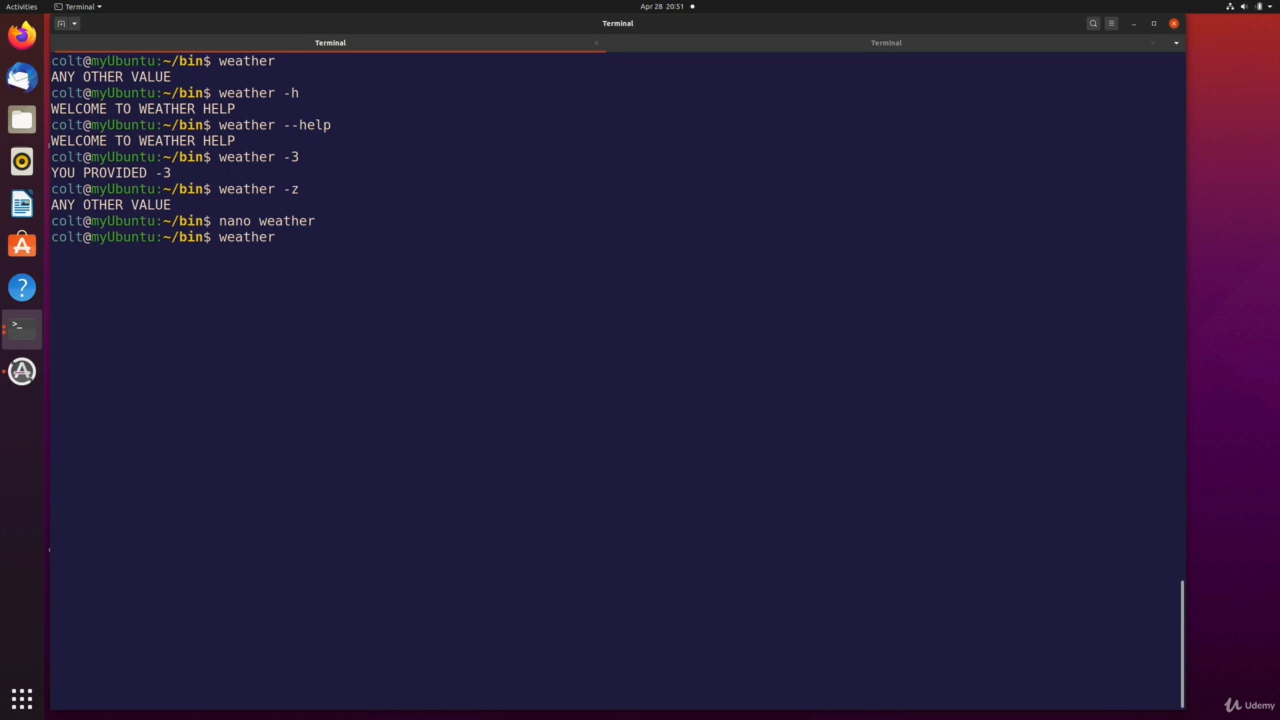 Activities
Terminal
Apr 28 20:51
Terminal
Terminal
Terminal
colt@myUbuntu:~/bin$ weather
ANY OTHER VALUE
colt@myUbuntu:~/bin$ weather -h
WELCOME TO WEATHER HELP
colt@myUbuntu:~/bin$ weather --help
WELCOME TO WEATHER HELP
colt@myUbuntu:~/bin$ weather -3
YOU PROVIDED -3
colt@myUbuntu:~/bin$ weather -z
ANY OTHER VALUE
colt@myUbuntu:~/bin$ nano weather
colt@myUbuntu:~/bin$ weather
Udemy